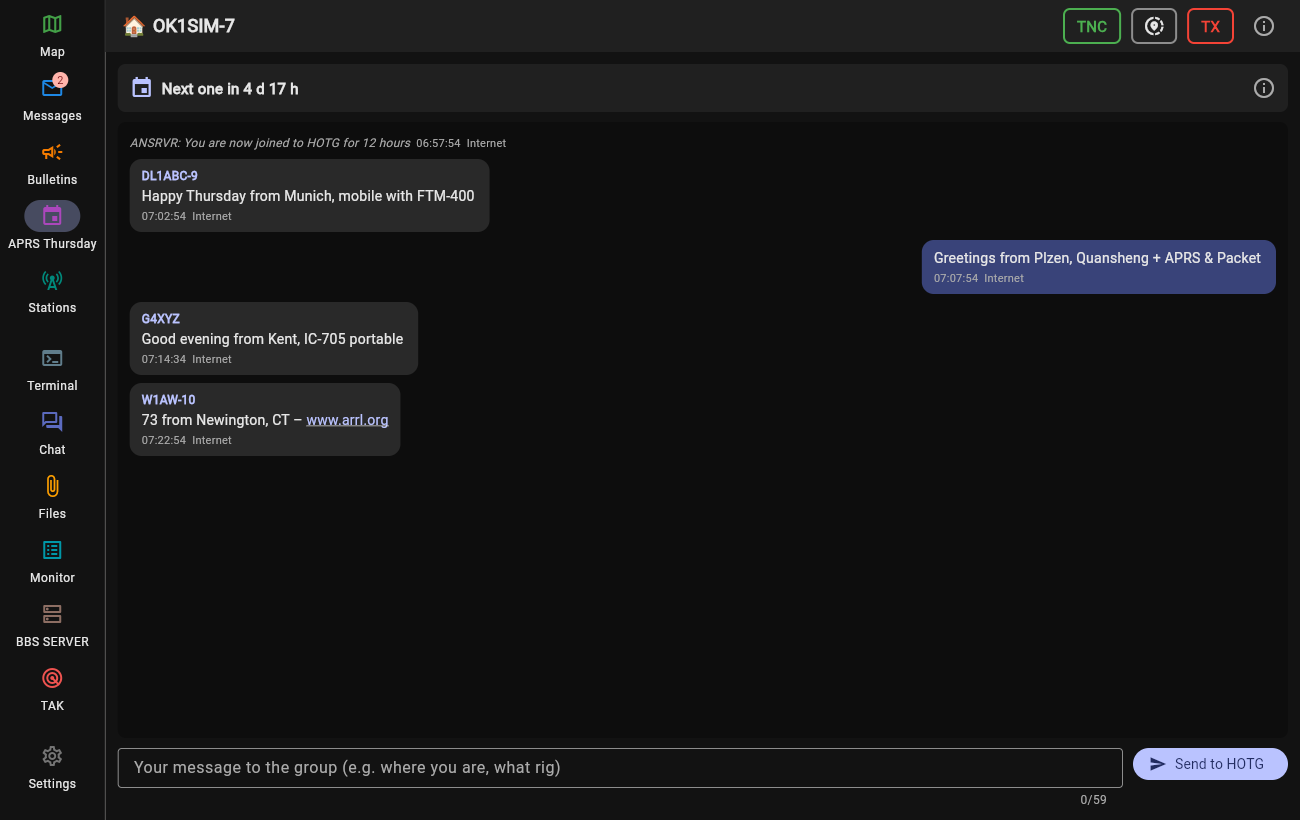 OK1SIM-7
TNC
TX
Map
2
Messages
Bulletins
APRS Thursday
Stations
Terminal
Chat
Files
Monitor
BBS SERVER
TAK
Settings
Next one in 4 d 17 h
ANSRVR: You are now joined to HOTG for 12 hours 06:57:54 Internet
DL1ABC-9
Happy Thursday from Munich, mobile with FTM-400
07:02:54 Internet
Greetings from Plzen, Quansheng + APRS & Packet
07:07:54 Internet
G4XYZ
Good evening from Kent, IC-705 portable
07:14:34 Internet
W1AW-10
73 from Newington, CT – www.arrl.org
07:22:54 Internet
Your message to the group (e.g. where you are, what rig)
Send to HOTG
0/59